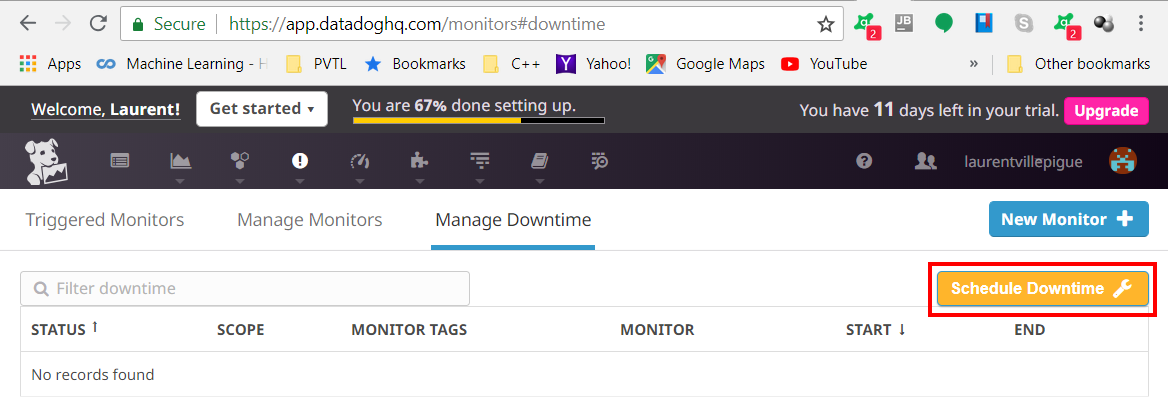 Secure https://app.datadoghq.com/monitors#downtime
2 JB 2
Apps Machine Learning - H PVTL Bookmarks C++ Yahoo! Google Maps YouTube » Other bookmarks
Welcome, Laurent! Get started You are 67% done setting up. You have 11 days left in your trial. Upgrade
laurentvillepigue
Triggered Monitors Manage Monitors Manage Downtime New Monitor
Filter downtime Schedule Downtime
STATUS SCOPE MONITOR TAGS MONITOR START END
No records found